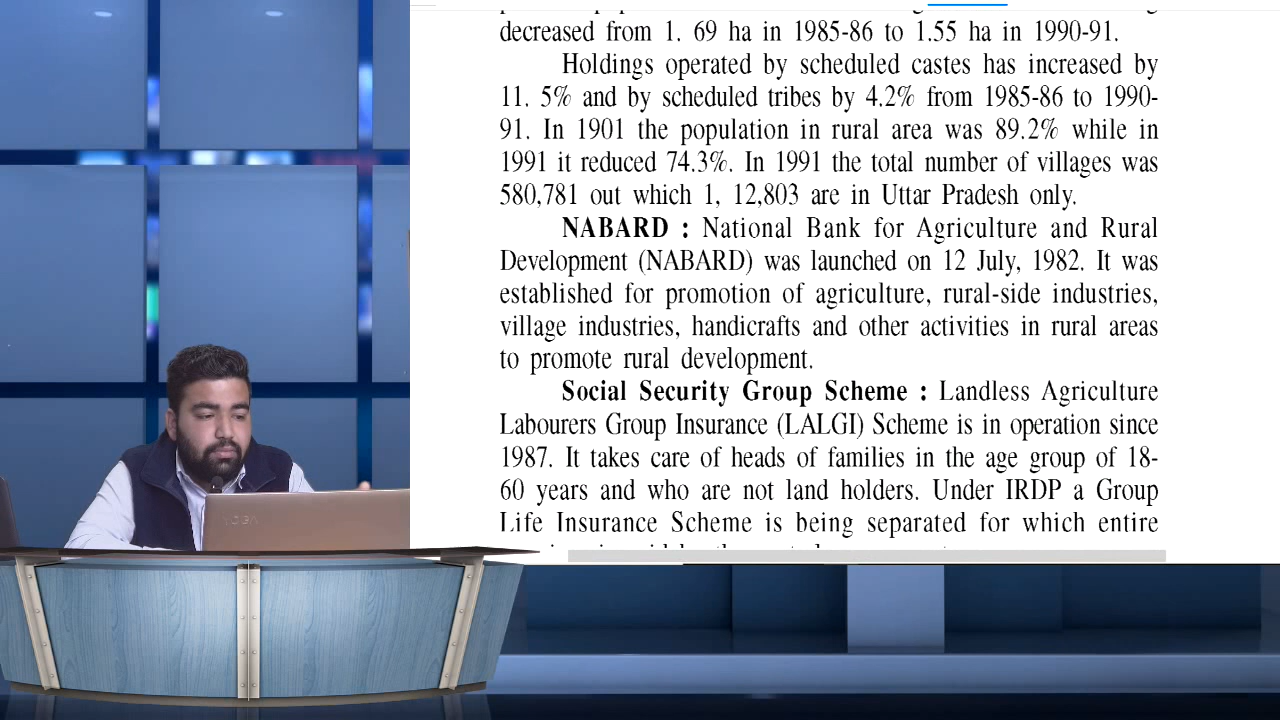 decreased from 1. 69 ha in 1985-86 to 1.55 ha in 1990-91.
Holdings operated by scheduled castes has increased by
11. 5% and by scheduled tribes by 4.2% from 1985-86 to 1990-
91. In 1901 the population in rural area was 89.2% while in
1991 it reduced 74.3%. In 1991 the total number of villages was
580,781 out which 1, 12,803 are in Uttar Pradesh only.
NABARD : National Bank for Agriculture and Rural
Development (NABARD) was launched on 12 July, 1982. It was
established for promotion of agriculture, rural-side industries,
village industries, handicrafts and other activities in rural areas
to promote rural development.
Social Security Group Scheme : Landless Agriculture
Labourers Group Insurance (LALGI) Scheme is in operation since
1987. It takes care of heads of families in the age group of 18-
60 years and who are not land holders. Under IRDP a Group
Life Insurance Scheme is being separated for which entire
YOGA